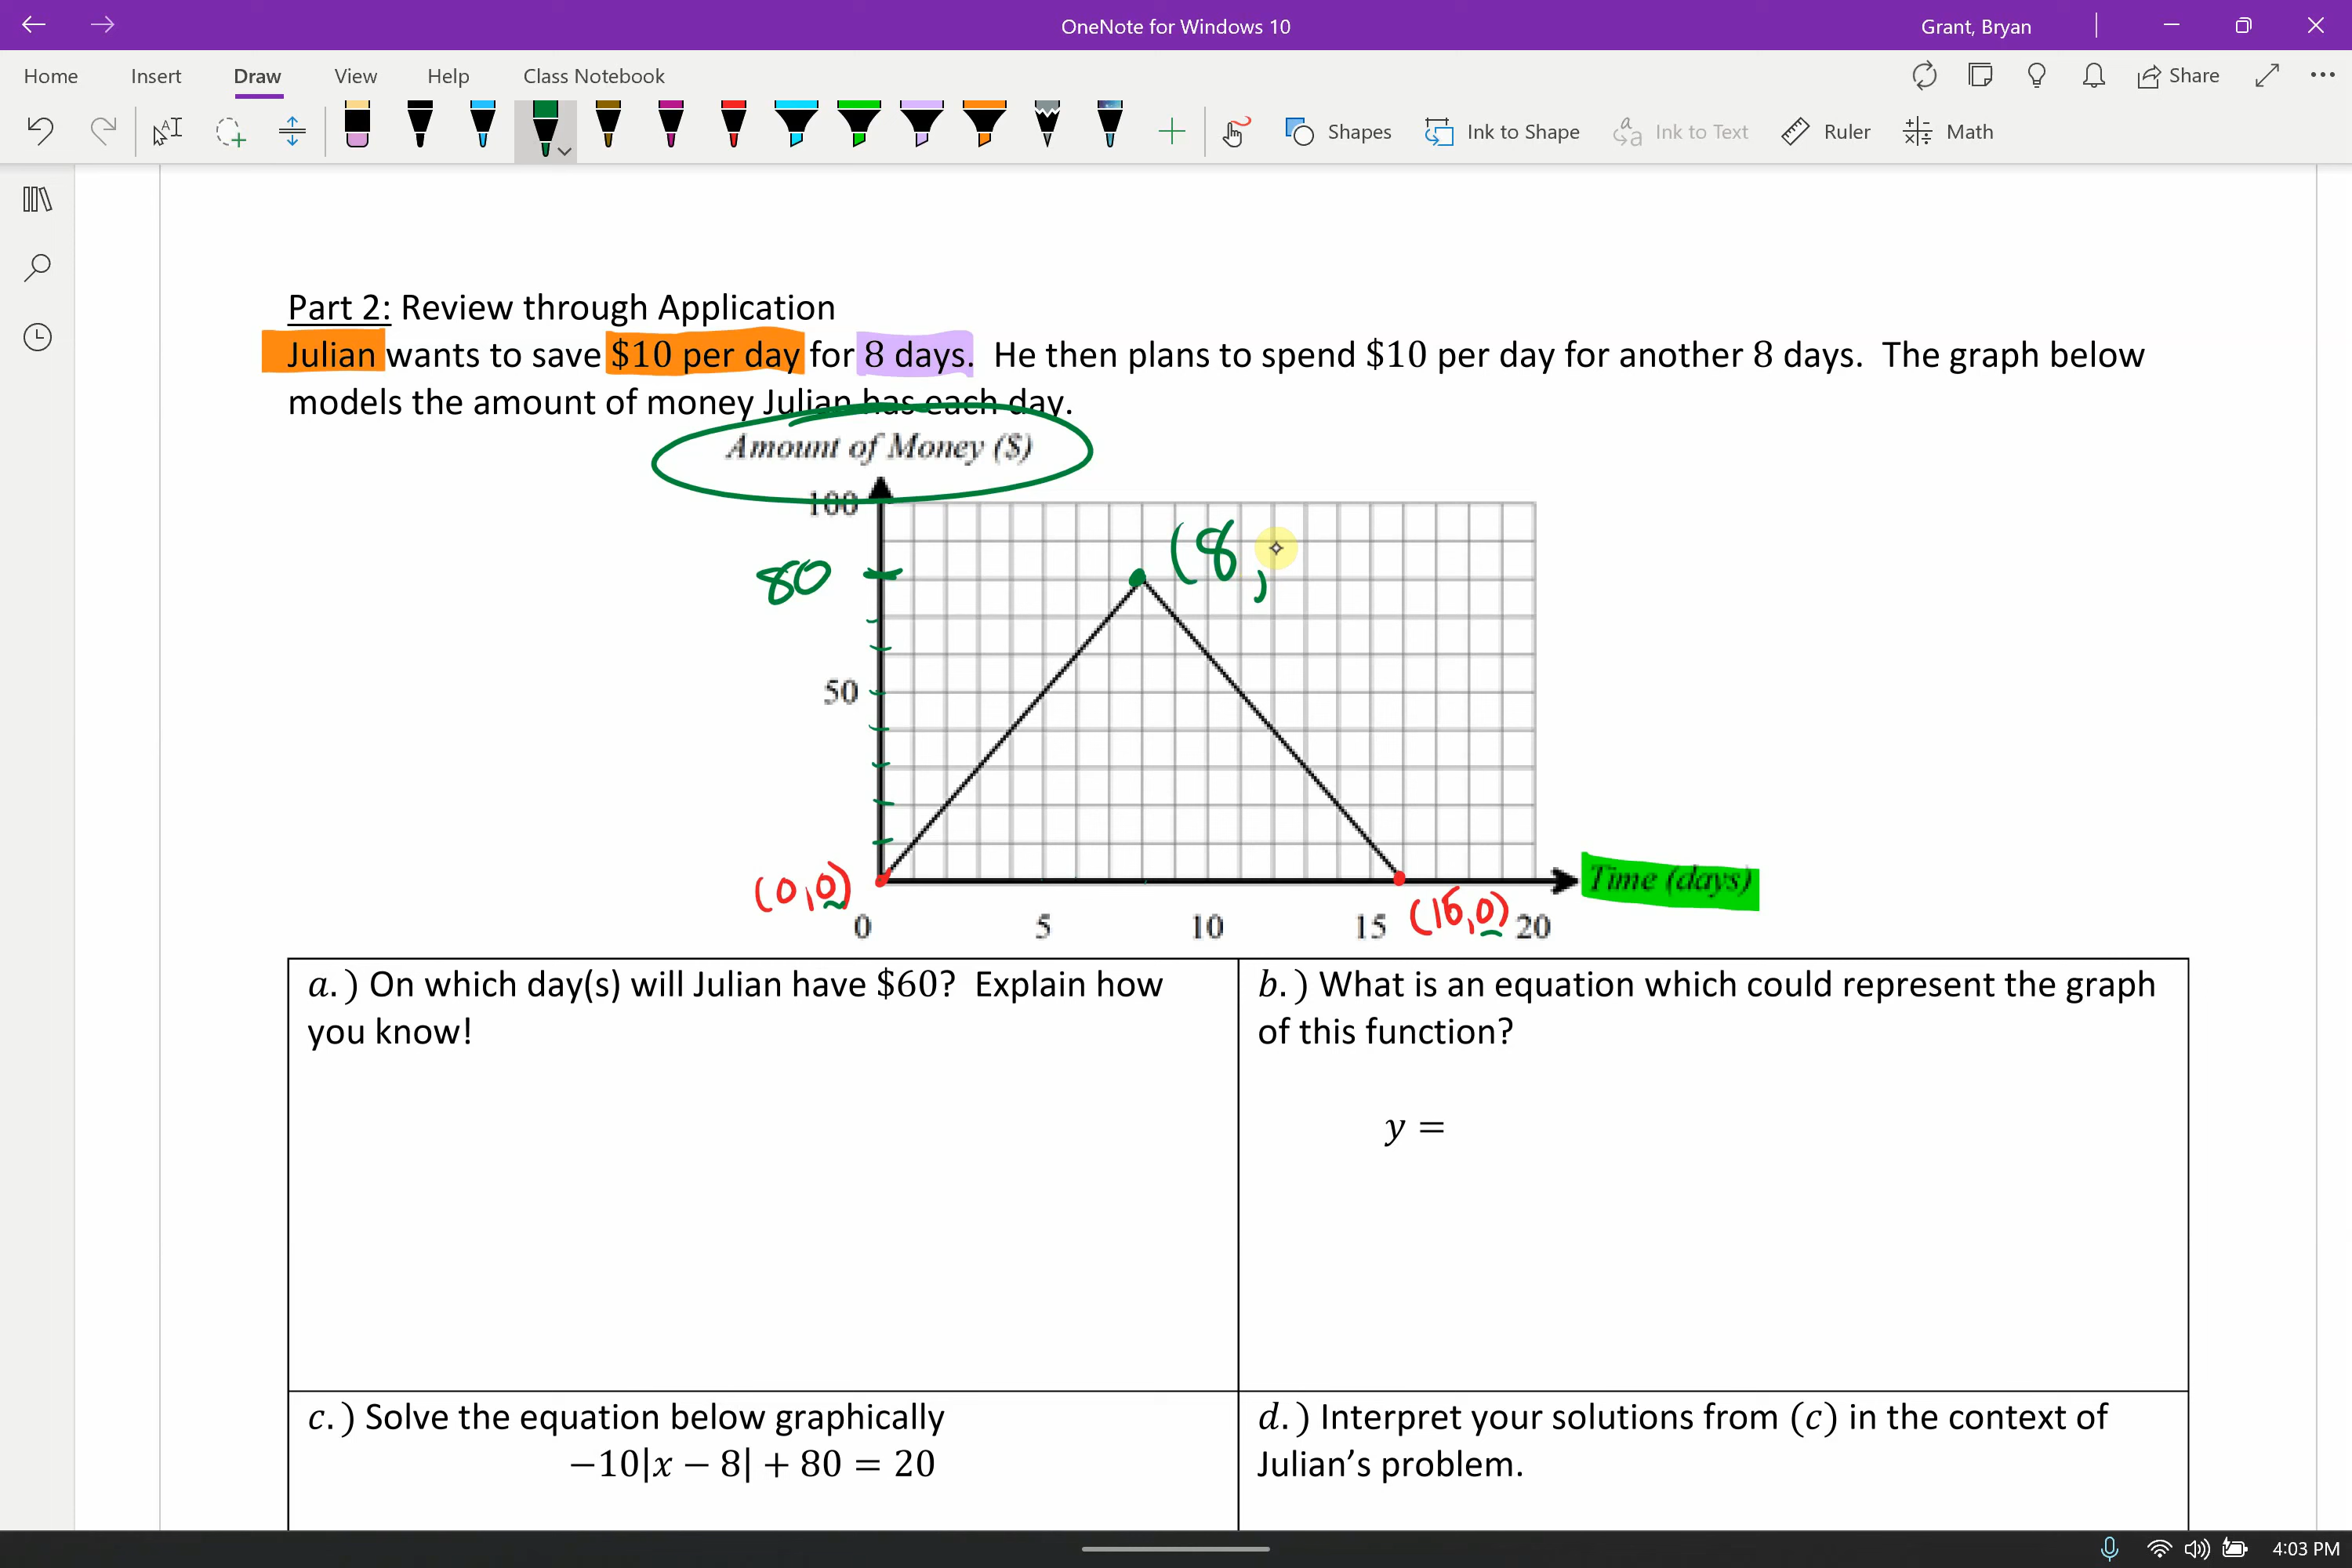 OneNote for Windows 10
Grant, Bryan
Home Insert Draw View Help Class Notebook
Share
Shapes Ink to Shape Ink to Text Ruler Math
Part 2: Review through Application
Julian wants to save $10 per day for 8 days. He then plans to spend $10 per day for another 8 days. The graph below
models the amount of money Julian has each day.
Amount of Money ($)
100
(8,
80
50
Time (days)
(0,0)
(16,0)
0 5 10 15 20
a.) On which day(s) will Julian have $60? Explain how
you know!
b.) What is an equation which could represent the graph
of this function?
y =
c.) Solve the equation below graphically
−10|x − 8| + 80 = 20
d.) Interpret your solutions from (c) in the context of
Julian’s problem.
4:03 PM